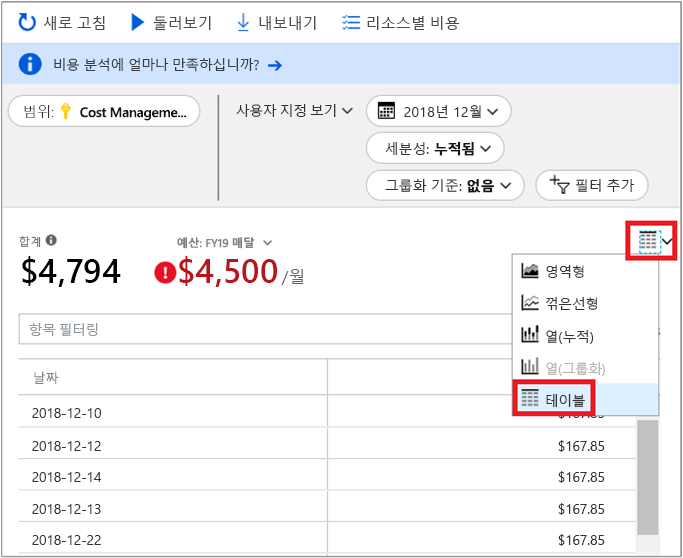 새로 고침 둘러보기 내보내기 리소스별 비용
비용 분석에 얼마나 만족하십니까? →
범위: Cost Manageme... 사용자 지정 보기 2018년 12월
세분성: 누적됨
그룹화 기준: 없음 필터 추가
합계 예산: FY19 매달
$4,794 $4,500 /월
영역형
꺾은선형
열(누적)
열(그룹화)
테이블
항목 필터링
날짜
2018-12-10 $167.85
2018-12-12 $167.85
2018-12-14 $167.85
2018-12-13 $167.85
2018-12-22 $167.85